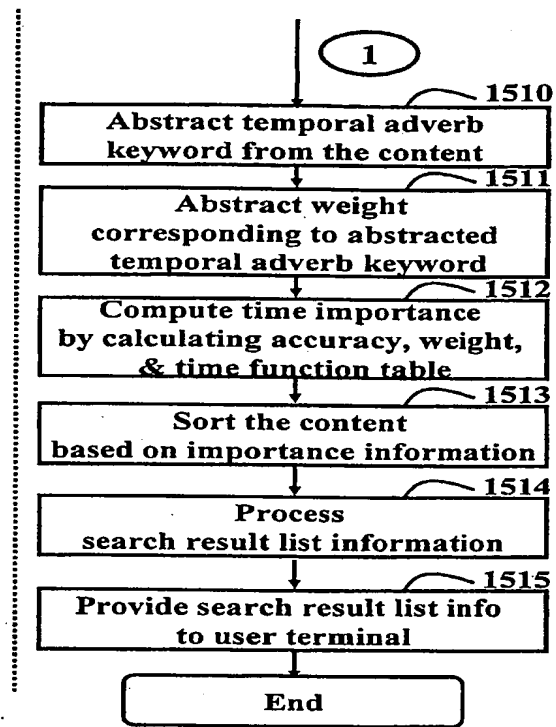 1
1510
Abstract temporal adverb
keyword from the content
1511
Abstract weight
corresponding to abstracted
temporal adverb keyword
1512
Compute time importance
by calculating accuracy, weight,
& time function table
1513
Sort the content
based on importance information
1514
Process
search result list information
1515
Provide search result list info
to user terminal
End